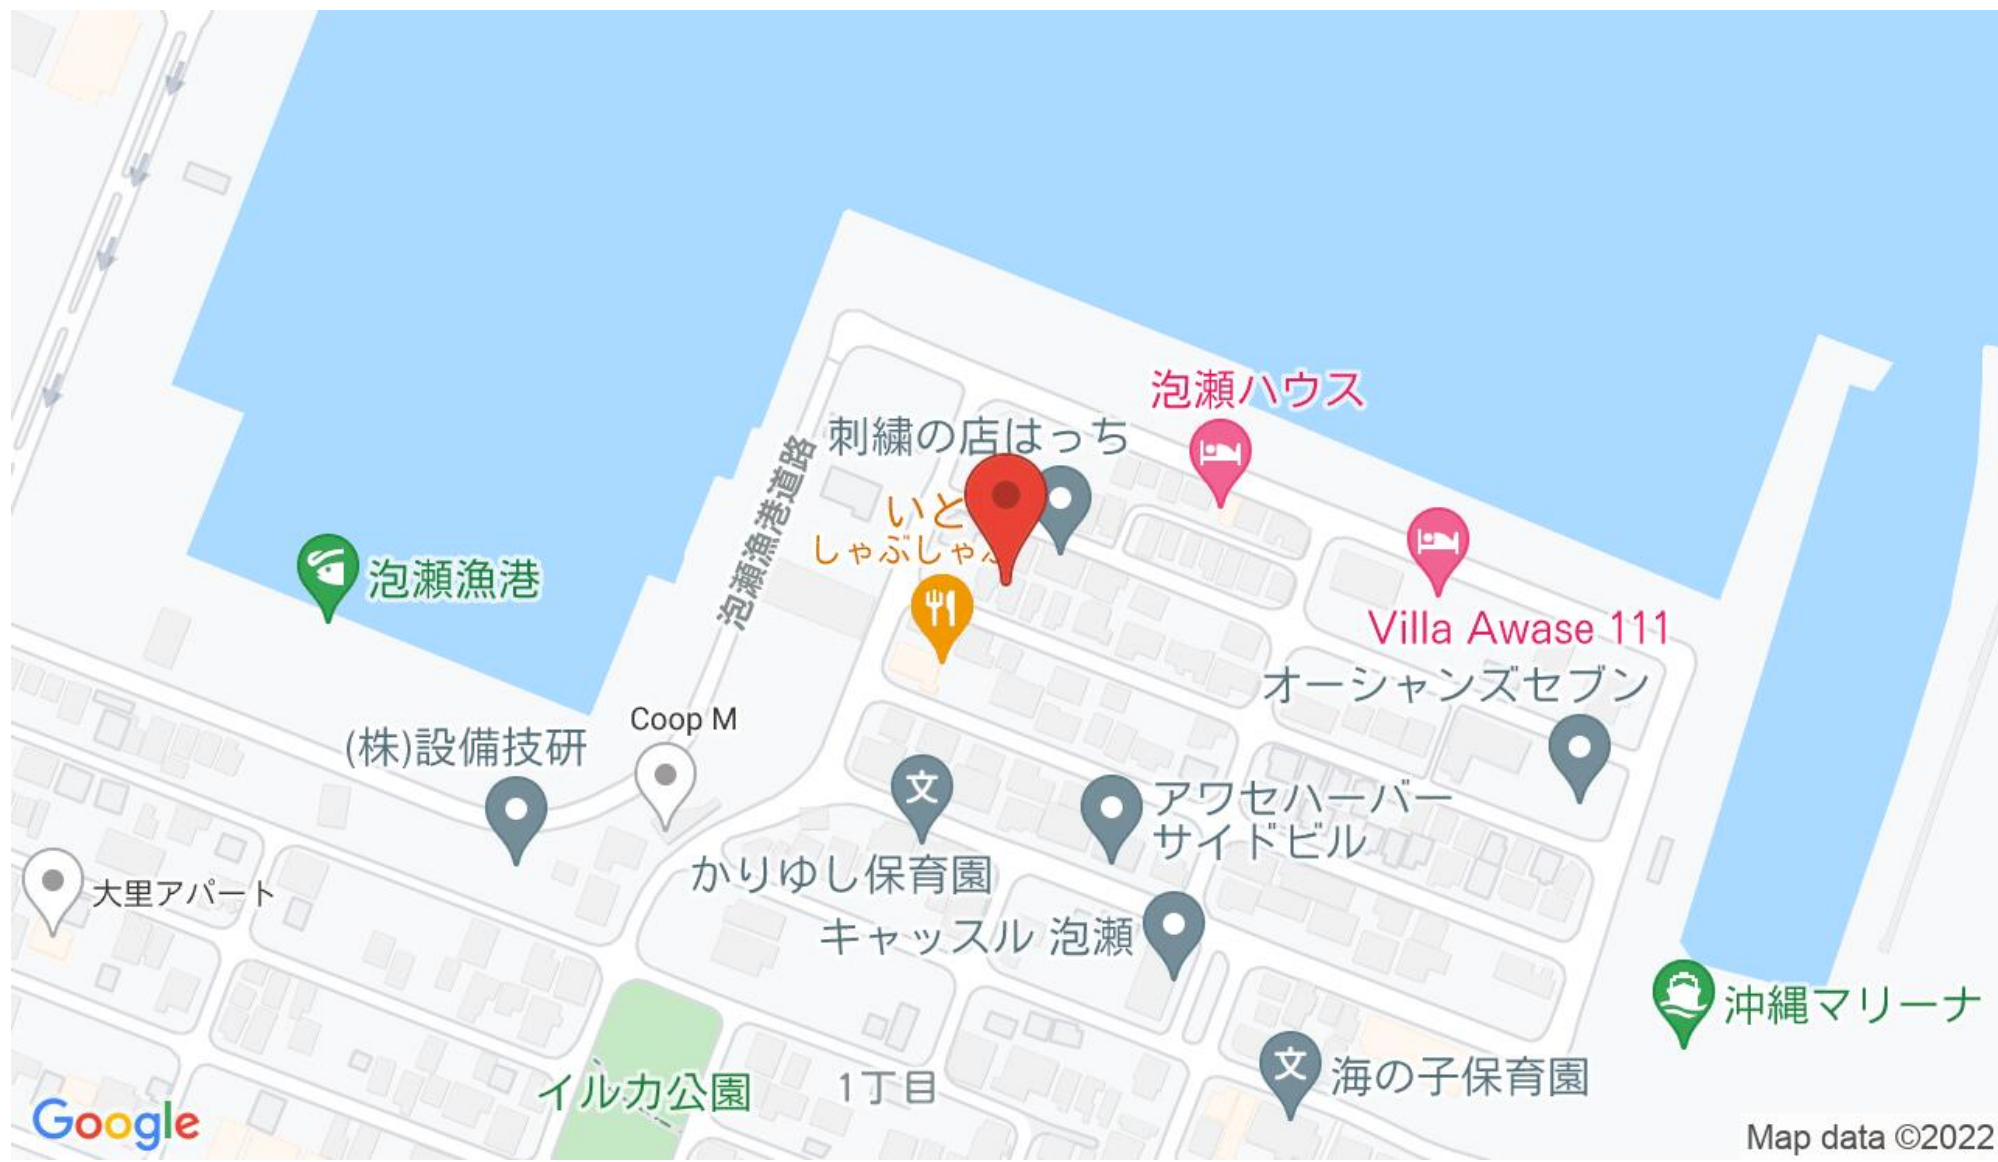 泡瀬ハウス
刺繍の店はっち
泡瀬漁港道路
いと
しゃぶしゃぶ
泡瀬漁港
Villa Awase 111
オーシャンズセブン
Coop M
(株)設備技研
アワセハーバー
サイドビル
かりゆし保育園
大里アパート
キャッスル 泡瀬
沖縄マリーナ
海の子保育園
イルカ公園
1丁目
Google
Map data ©2022